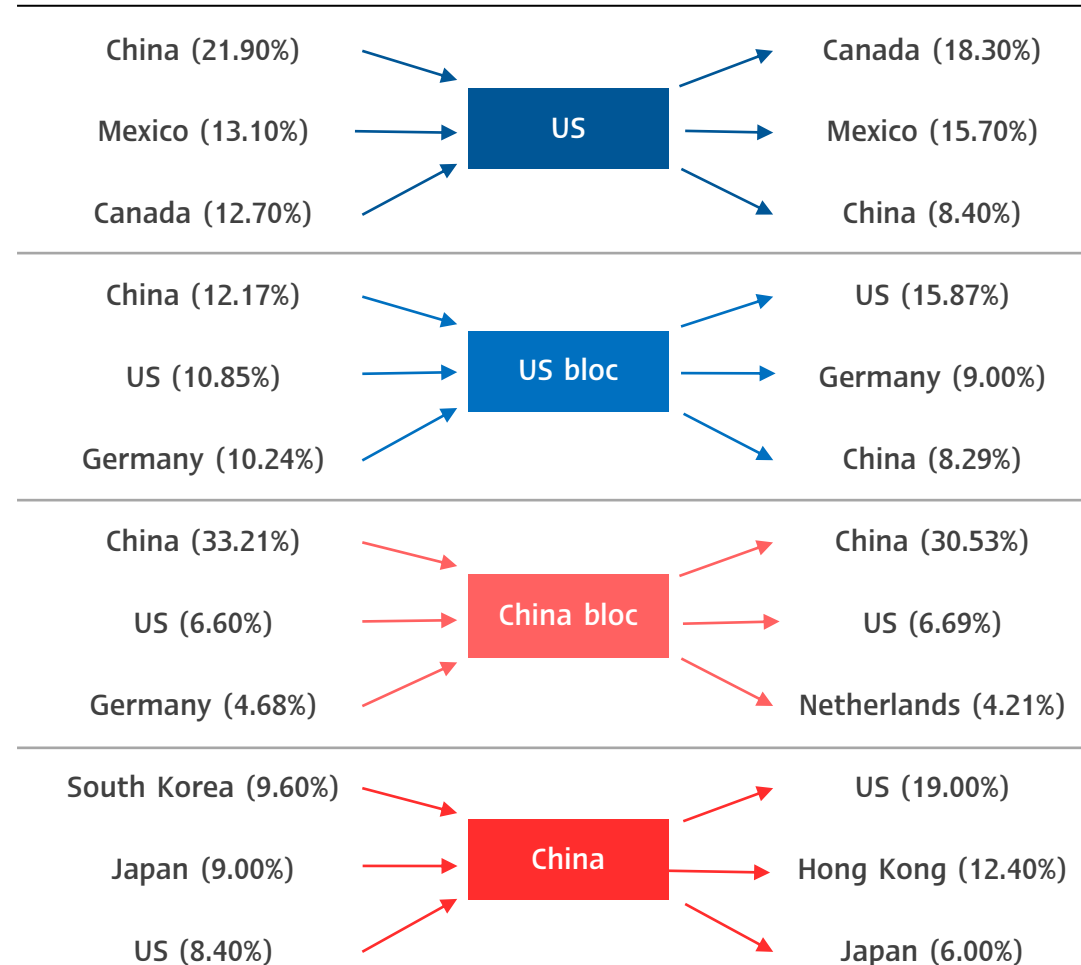 China (21.90%)
Canada (18.30%)
US
Mexico (13.10%)
Mexico (15.70%)
Canada (12.70%)
China (8.40%)
China (12.17%)
US (15.87%)
US bloc
US (10.85%)
Germany (9.00%)
Germany (10.24%)
China (8.29%)
China (33.21%)
China (30.53%)
China bloc
US (6.60%)
US (6.69%)
Germany (4.68%)
Netherlands (4.21%)
South Korea (9.60%)
US (19.00%)
China
Japan (9.00%)
Hong Kong (12.40%)
US (8.40%)
Japan (6.00%)